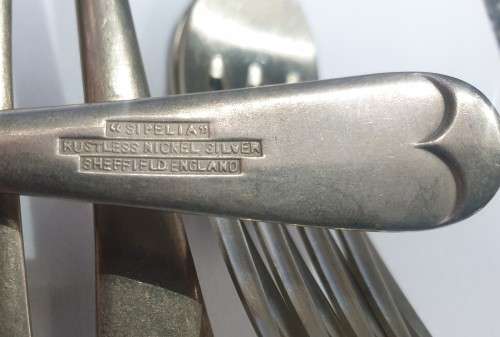 "SIPELIA"
RUSTLESS NICKEL SILVER
SHEFFIELD ENGLAND